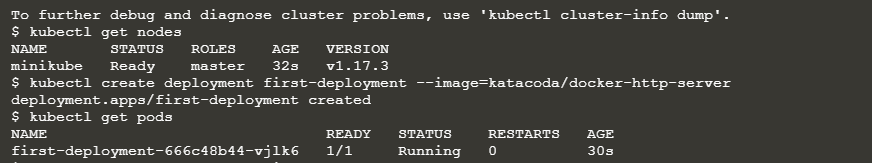 To further debug and diagnose cluster problems, use 'kubectl cluster-info dump'.
$ kubectl get nodes
NAME       STATUS   ROLES    AGE   VERSION
minikube   Ready    master   32s   v1.17.3
$ kubectl create deployment first-deployment --image=katacoda/docker-http-server
deployment.apps/first-deployment created
$ kubectl get pods
NAME                                READY   STATUS    RESTARTS   AGE
first-deployment-666c48b44-vjlk6   1/1     Running   0          30s